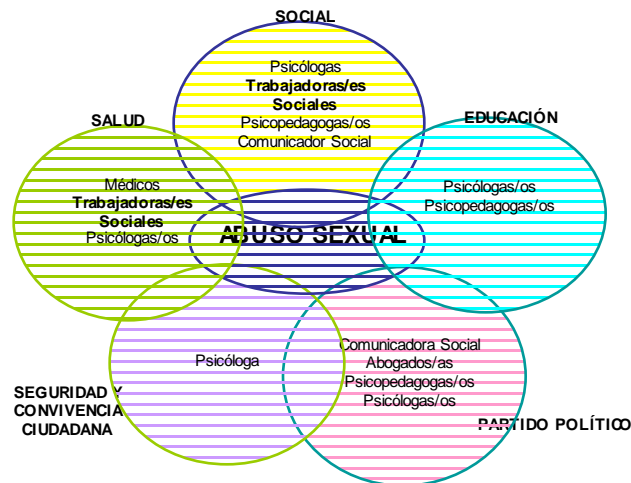 SOCIAL
Psicólogas
Trabajadoras/es
Sociales
Psicopedagogas/os
Comunicador Social
SALUD
Médicos
Trabajadoras/es
Sociales
Psicólogas/os
EDUCACIÓN
Psicólogas/os
Psicopedagogas/os
ABUSO SEXUAL
Psicóloga
Comunicadora Social
Abogados/as
Psicopedagogas/os
Psicólogas/os
SEGURIDAD Y
CONVIVENCIA
CIUDADANA
PARTIDO POLÍTICO